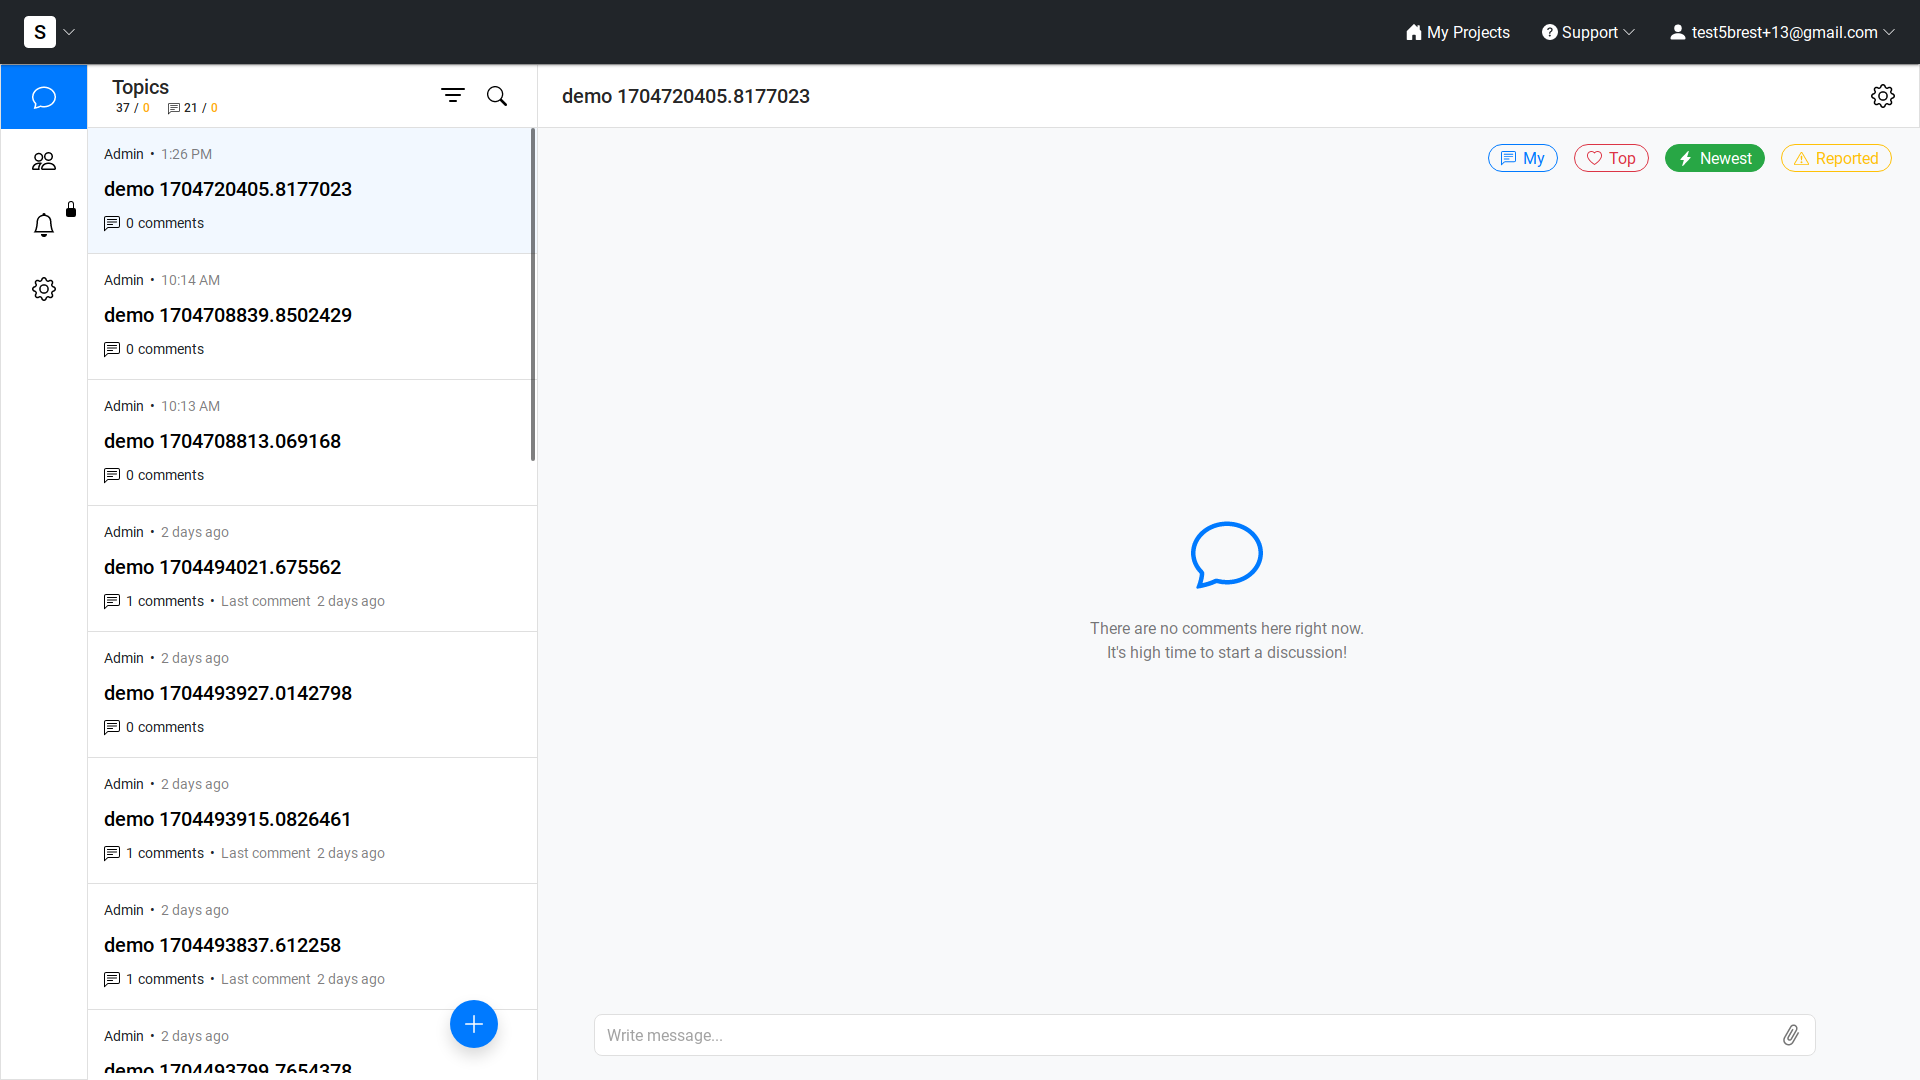 S
My Projects
Support
test5brest+13@gmail.com
Topics
37 / 0 21 / 0
demo 1704720405.8177023
My
Top
Newest
Reported
Admin • 1:26 PM
demo 1704720405.8177023
0 comments
Admin • 10:14 AM
demo 1704708839.8502429
0 comments
Admin • 10:13 AM
demo 1704708813.069168
0 comments
Admin • 2 days ago
demo 1704494021.675562
1 comments • Last comment 2 days ago
Admin • 2 days ago
demo 1704493927.0142798
0 comments
Admin • 2 days ago
demo 1704493915.0826461
1 comments • Last comment 2 days ago
Admin • 2 days ago
demo 1704493837.612258
1 comments • Last comment 2 days ago
Admin • 2 days ago
demo 1704493799.7654378
There are no comments here right now.
It's high time to start a discussion!
Write message...